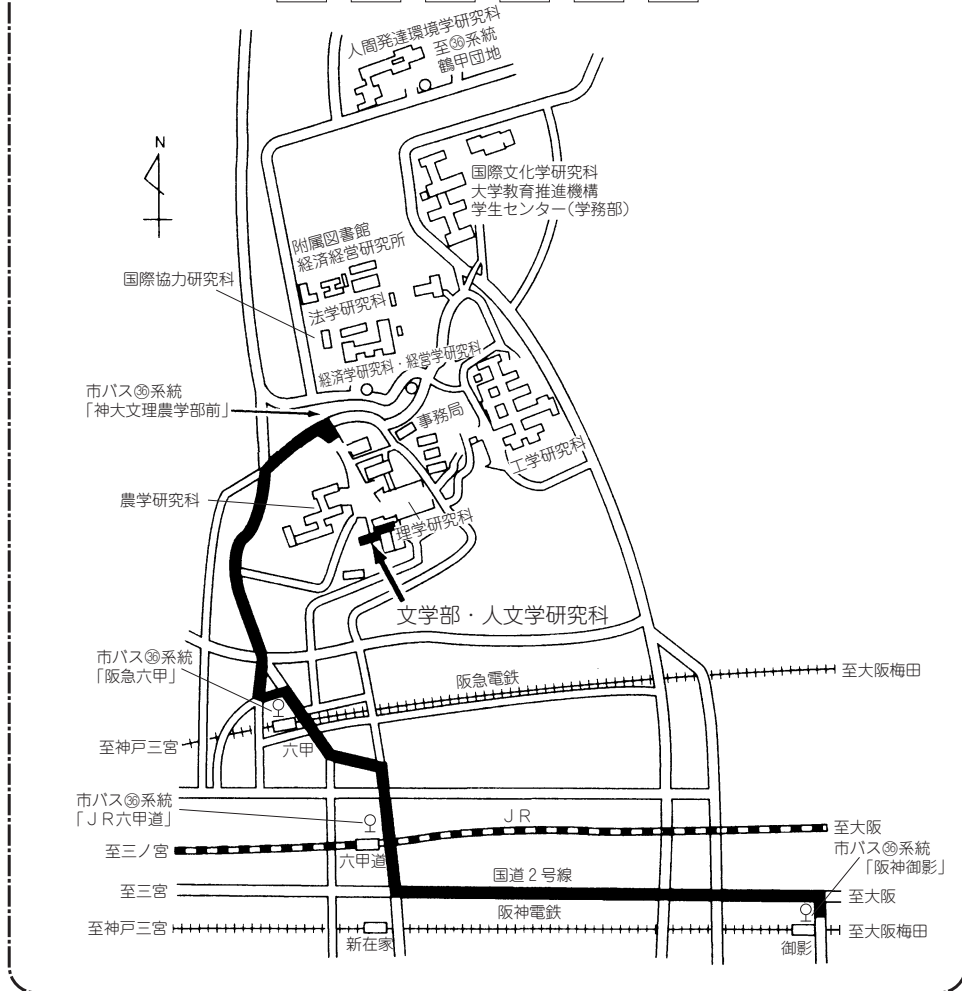 人間発達環境学研究科
至㊱系統
鶴甲団地
N
国際文化学研究科
大学教育推進機構
学生センター(学務部)
附属図書館
経済経営研究所
国際協力研究科
法学研究科
経済学研究科・経営学研究科
市バス㊱系統
「神大文理農学部前」
事務局
工学研究科
農学研究科
理学研究科
文学部・人文学研究科
市バス㊱系統
「阪急六甲」
阪急電鉄
至大阪梅田
至神戸三宮
六甲
市バス㊱系統
「ＪＲ六甲道」
ＪＲ
至大阪
至三ノ宮
六甲道
市バス㊱系統
「阪神御影」
国道２号線
至三宮
至大阪
阪神電鉄
至神戸三宮
新在家
御影
至大阪梅田